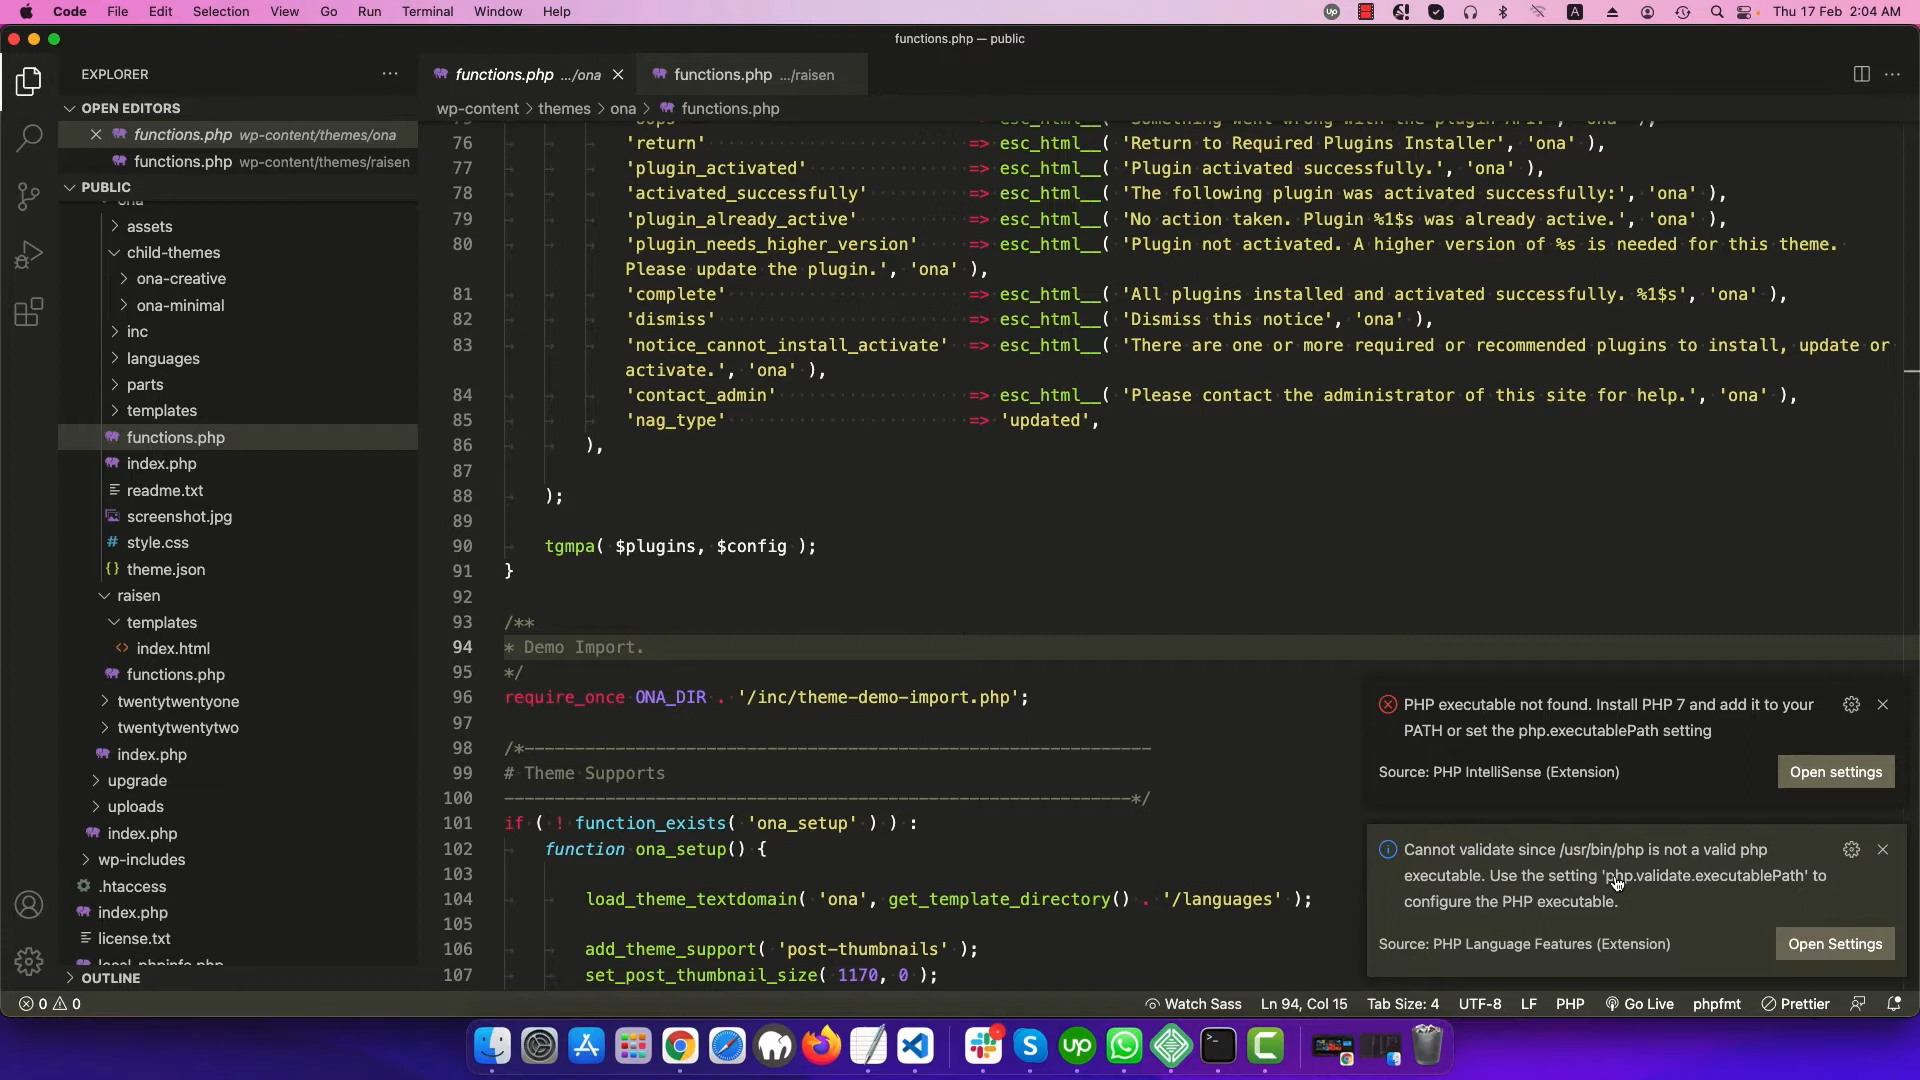 Code File Edit Selection View Go Run Terminal Window Help
Thu 17 Feb 2:04 AM
functions.php — public
EXPLORER
OPEN EDITORS
functions.php wp-content/themes/ona
functions.php wp-content/themes/raisen
PUBLIC
ona
assets
child-themes
ona-creative
ona-minimal
inc
languages
parts
templates
functions.php
index.php
readme.txt
screenshot.jpg
style.css
theme.json
raisen
templates
index.html
functions.php
twentytwentyone
twentytwentytwo
index.php
upgrade
uploads
index.php
wp-includes
.htaccess
index.php
license.txt
local-phpinfo.php
OUTLINE
functions.php .../ona
functions.php .../raisen
wp-content > themes > ona > functions.php
75 'oops' => esc_html__( 'Something went wrong with the plugin API.', 'ona' ),
76 'return' => esc_html__( 'Return to Required Plugins Installer', 'ona' ),
77 'plugin_activated' => esc_html__( 'Plugin activated successfully.', 'ona' ),
78 'activated_successfully' => esc_html__( 'The following plugin was activated successfully:', 'ona' ),
79 'plugin_already_active' => esc_html__( 'No action taken. Plugin %1$s was already active.', 'ona' ),
80 'plugin_needs_higher_version' => esc_html__( 'Plugin not activated. A higher version of %s is needed for this theme.
Please update the plugin.', 'ona' ),
81 'complete' => esc_html__( 'All plugins installed and activated successfully. %1$s', 'ona' ),
82 'dismiss' => esc_html__( 'Dismiss this notice', 'ona' ),
83 'notice_cannot_install_activate' => esc_html__( 'There are one or more required or recommended plugins to install, update or
activate.', 'ona' ),
84 'contact_admin' => esc_html__( 'Please contact the administrator of this site for help.', 'ona' ),
85 'nag_type' => 'updated',
86 ),
87
88 );
89
90 tgmpa( $plugins, $config );
91 }
92
93 /**
94 * Demo Import.
95 */
96 require_once ONA_DIR . '/inc/theme-demo-import.php';
97
98 /*--------------------------------------------------------------
99 # Theme Supports
100 --------------------------------------------------------------*/
101 if ( ! function_exists( 'ona_setup' ) ) :
102 function ona_setup() {
103
104 load_theme_textdomain( 'ona', get_template_directory() . '/languages' );
105
106 add_theme_support( 'post-thumbnails' );
107 set_post_thumbnail_size( 1170, 0 );
PHP executable not found. Install PHP 7 and add it to your
PATH or set the php.executablePath setting
Source: PHP IntelliSense (Extension)
Open settings
Cannot validate since /usr/bin/php is not a valid php
executable. Use the setting 'php.validate.executablePath' to
configure the PHP executable.
Source: PHP Language Features (Extension)
Open Settings
0 0
Watch Sass Ln 94, Col 15 Tab Size: 4 UTF-8 LF PHP Go Live phpfmt Prettier